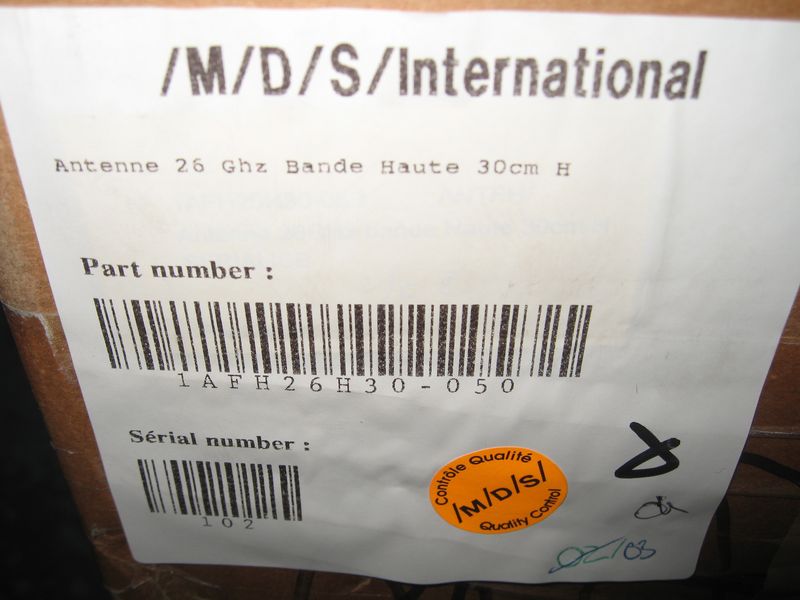 /M/D/S/International
Antenne 26 Ghz Bande Haute 30cm H
Part number :
1AFH26H30-050
Sérial number :
102
Contrôle Qualité
/M/D/S/
Quality Control
02/03